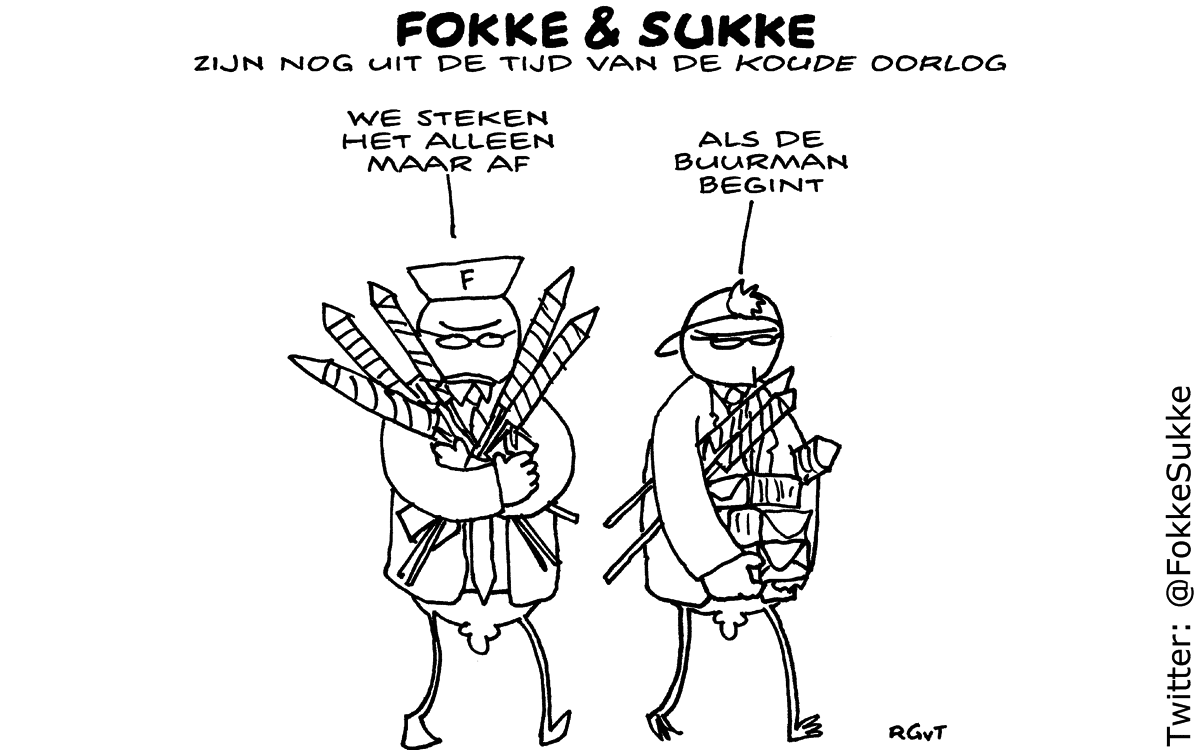 FOKKE & SUKKE
ZIJN NOG UIT DE TIJD VAN DE KOUDE OORLOG
WE STEKEN
HET ALLEEN
MAAR AF
ALS DE
BUURMAN
BEGINT
F
RGvT
Twitter: @FokkeSukke